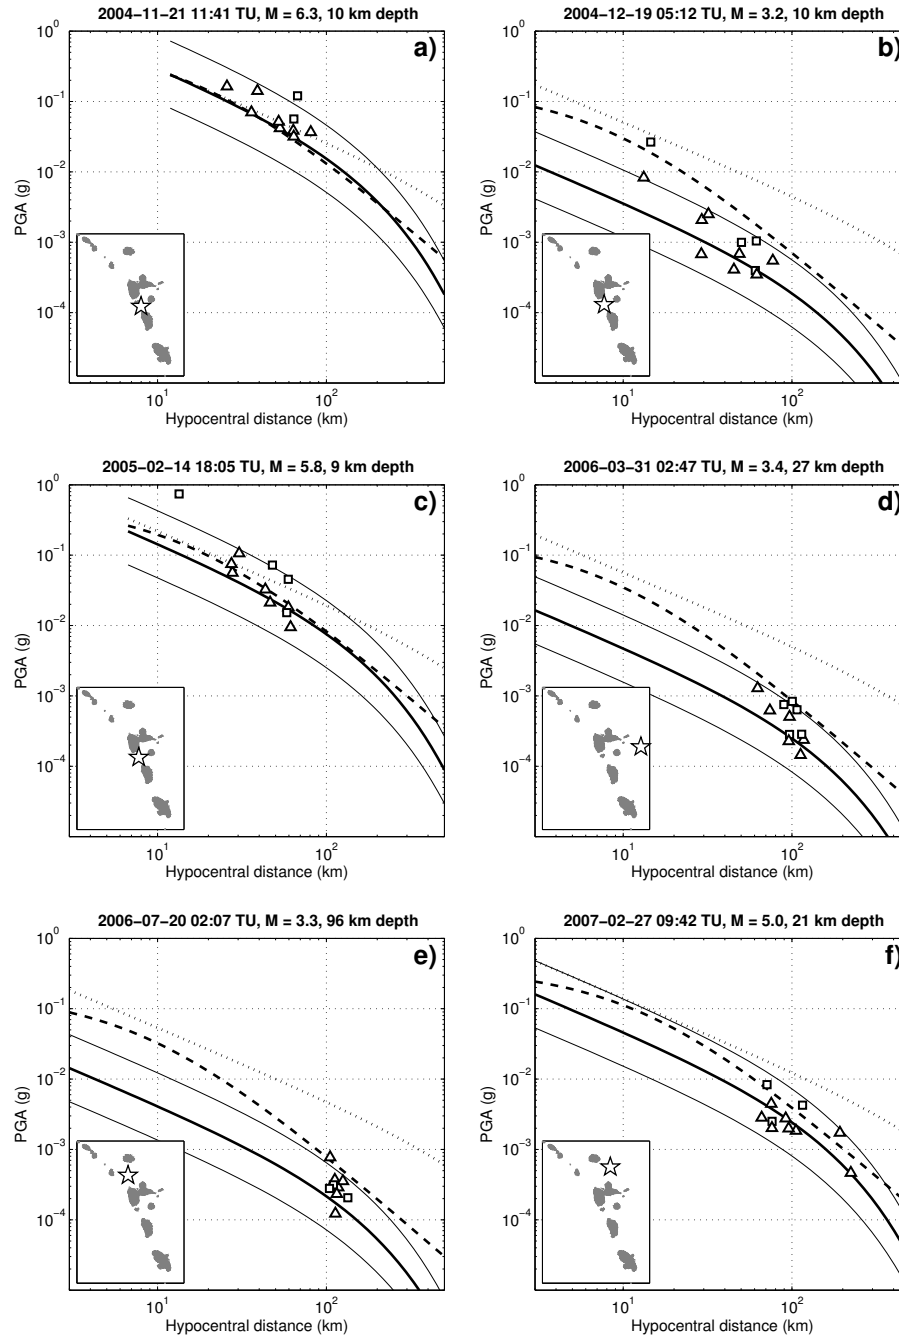 2004−11−21 11:41 TU, M = 6.3, 10 km depth
a)
10^0
10^−1
10^−2
10^−3
10^−4
PGA (g)
10^1
10^2
Hypocentral distance (km)
2004−12−19 05:12 TU, M = 3.2, 10 km depth
b)
10^0
10^−1
10^−2
10^−3
10^−4
PGA (g)
10^1
10^2
Hypocentral distance (km)
2005−02−14 18:05 TU, M = 5.8, 9 km depth
c)
10^0
10^−1
10^−2
10^−3
10^−4
PGA (g)
10^1
10^2
Hypocentral distance (km)
2006−03−31 02:47 TU, M = 3.4, 27 km depth
d)
10^0
10^−1
10^−2
10^−3
10^−4
PGA (g)
10^1
10^2
Hypocentral distance (km)
2006−07−20 02:07 TU, M = 3.3, 96 km depth
e)
10^0
10^−1
10^−2
10^−3
10^−4
PGA (g)
10^1
10^2
Hypocentral distance (km)
2007−02−27 09:42 TU, M = 5.0, 21 km depth
f)
10^0
10^−1
10^−2
10^−3
10^−4
PGA (g)
10^1
10^2
Hypocentral distance (km)